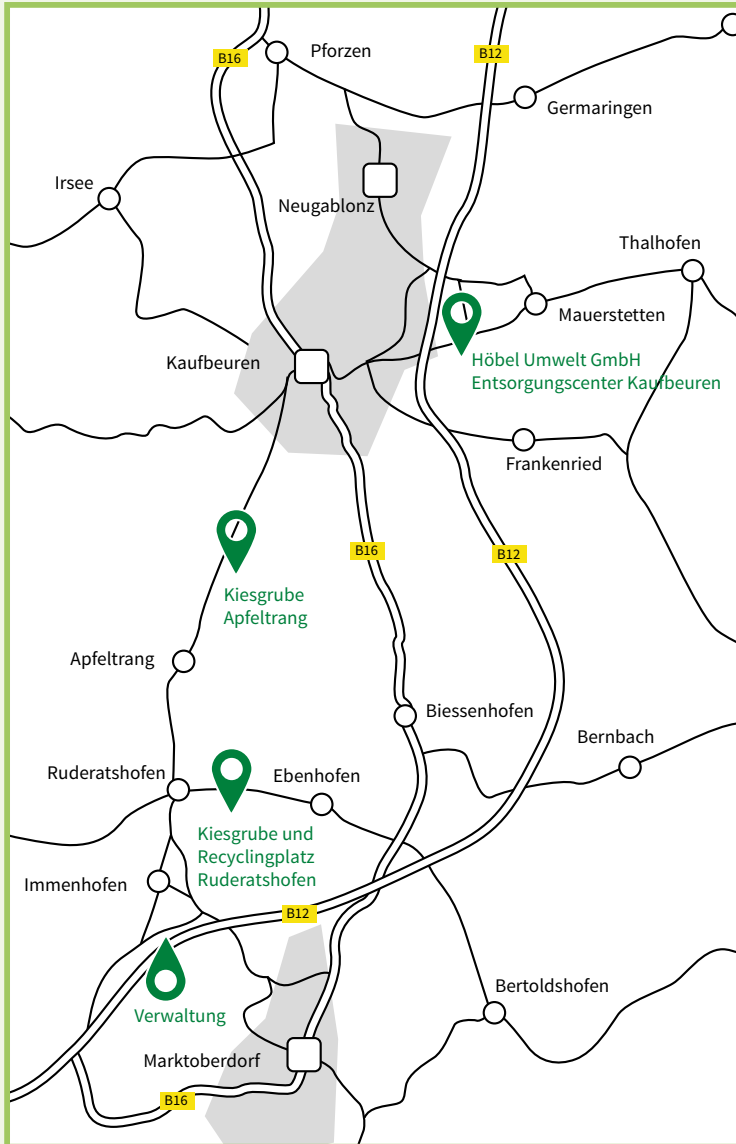 Pforzen
B16
B12
Germaringen
Irsee
Neugablonz
Thalhofen
Mauerstetten
Kaufbeuren
Höbel Umwelt GmbH
Entsorgungscenter Kaufbeuren
Frankenried
B16
B12
Kiesgrube
Apfeltrang
Apfeltrang
Biessenhofen
Bernbach
Ruderatshofen
Ebenhofen
Kiesgrube und
Recyclingplatz
Ruderatshofen
Immenhofen
B12
Bertoldshofen
Verwaltung
Marktoberdorf
B16